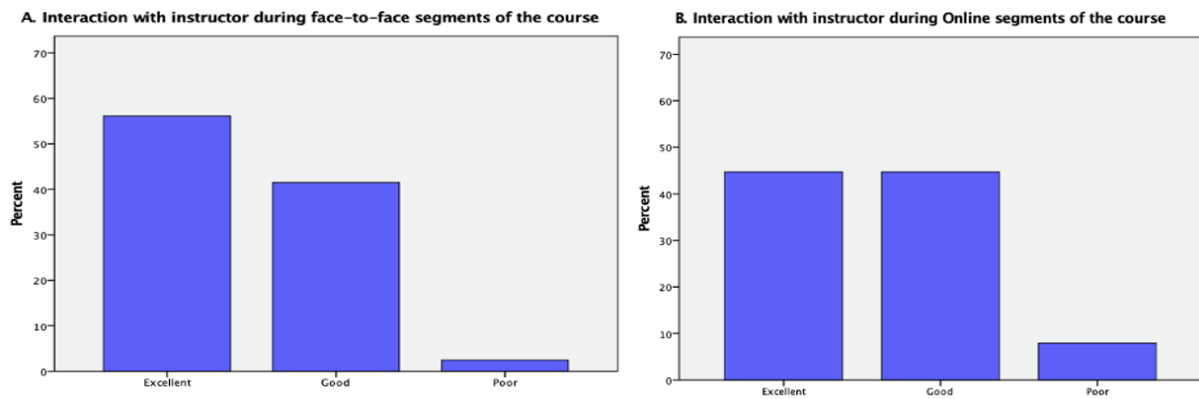 A. Interaction with instructor during face-to-face segments of the course
70
60
50
40
30
20
10
0
Percent
Excellent Good Poor
B. Interaction with instructor during Online segments of the course
70
60
50
40
30
20
10
0
Percent
Excellent Good Poor